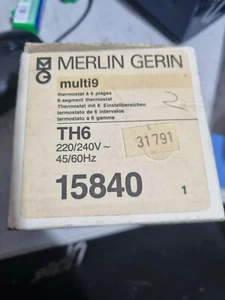 MG MERLIN GERIN
multi9
thermostat à 6 plages
6-segment thermostat
Thermostat mit 6 Einstellbereichen
termostato de 6 intervalos
termostato a 6 gamme
2
TH6
31791
220/240V ~
45/60Hz
15840
1